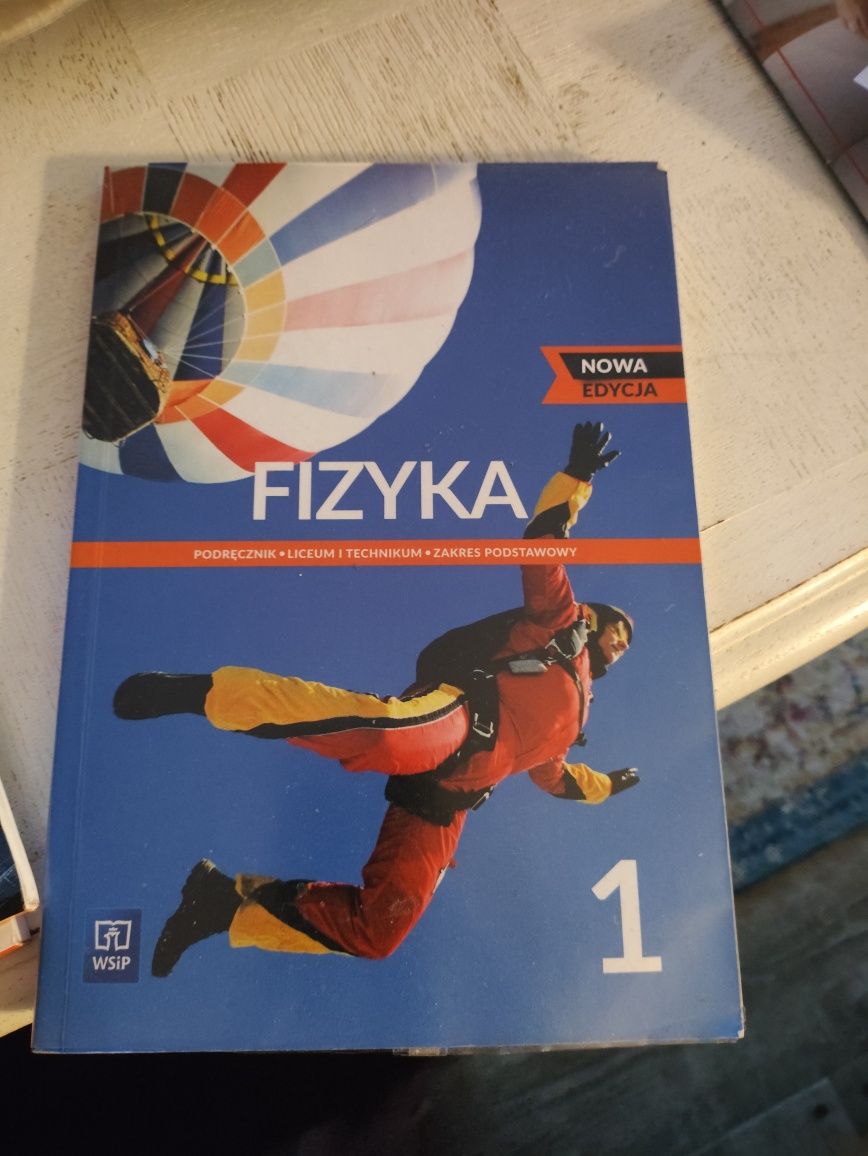 NOWA
EDYCJA
FIZYKA
PODRĘCZNIK • LICEUM I TECHNIKUM • ZAKRES PODSTAWOWY
1
WSiP